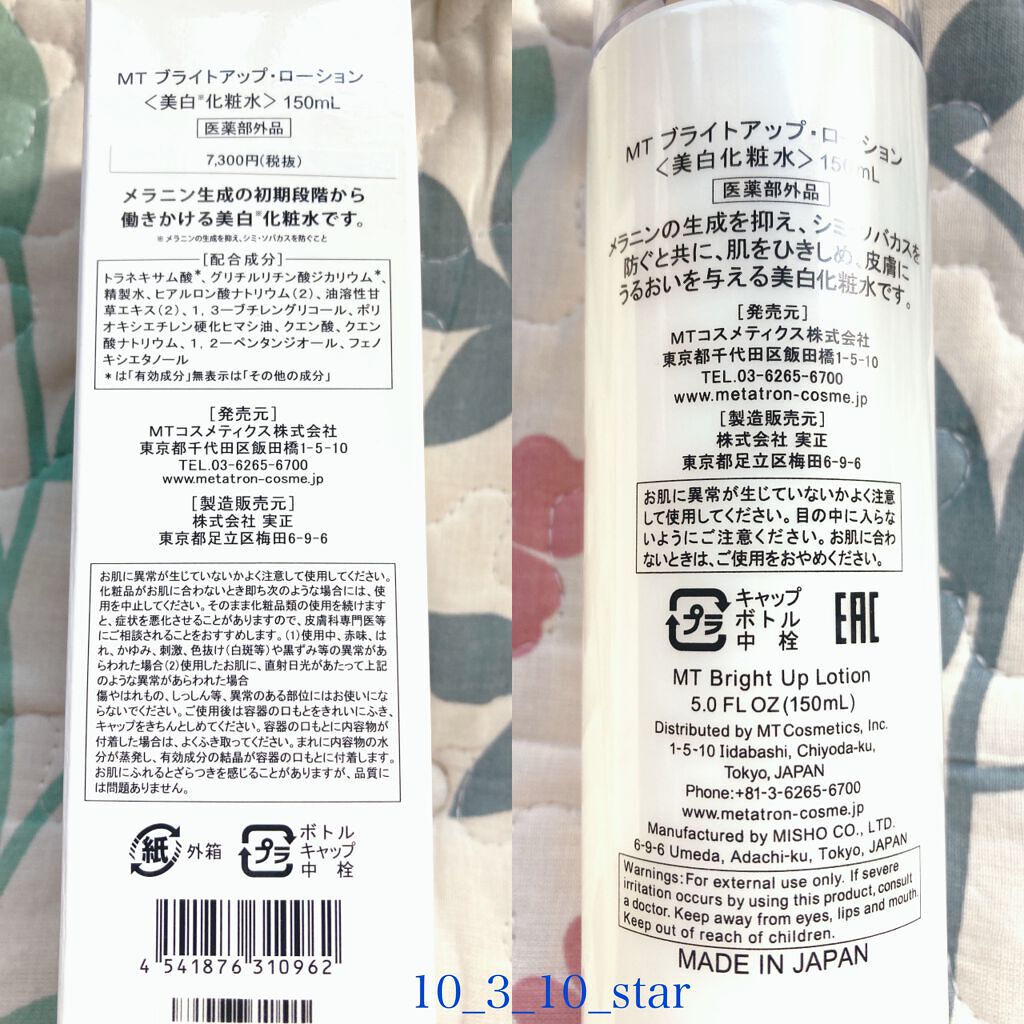 MT ブライトアップ・ローション
＜美白※化粧水＞150mL
医薬部外品
7,300円(税抜)
メラニン生成の初期段階から
働きかける美白※化粧水です。
※メラニンの生成を抑え、シミ・ソバカスを防ぐこと
[配合成分]
トラネキサム酸*、グリチルリチン酸ジカリウム*、
精製水、ヒアルロン酸ナトリウム(2)、油溶性甘
草エキス(2)、1,3ーブチレングリコール、ポリ
オキシエチレン硬化ヒマシ油、クエン酸、クエン
酸ナトリウム、1,2ーペンタンジオール、フェノ
キシエタノール
*は「有効成分」無表示は「その他の成分」
[発売元]
MTコスメティクス株式会社
東京都千代田区飯田橋1-5-10
TEL.03-6265-6700
www.metatron-cosme.jp
[製造販売元]
株式会社 実正
東京都足立区梅田6-9-6
お肌に異常が生じていないかよく注意して使用してください。
化粧品がお肌に合わないとき即ち次のような場合には、使
用を中止してください。そのまま化粧品類の使用を続けます
と、症状を悪化させることがありますので、皮膚科専門医等
にご相談されることをおすすめします。(1)使用中、赤味、は
れ、かゆみ、刺激、色抜け(白斑等)や黒ずみ等の異常があ
らわれた場合(2)使用したお肌に、直射日光があたって上記
のような異常があらわれた場合
傷やはれもの、しっしん等、異常のある部位にはお使いにな
らないでください。ご使用後は容器の口もとをきれいにふき、
キャップをきちんとしめてください。容器の口もとに内容物が
付着した場合は、よくふき取ってください。まれに内容物の水
分が蒸発し、有効成分の結晶が容器の口もとに付着します。
お肌にふれるとざらつきを感じることがありますが、品質に
は問題ありません。
紙 外箱
プラ ボトル
キャップ
中 栓
4 541876 310962
MT ブライトアップ・ローション
＜美白化粧水＞150mL
医薬部外品
メラニンの生成を抑え、シミ・ソバカスを
防ぐと共に、肌をひきしめ、皮膚に
うるおいを与える美白化粧水です。
[発売元]
MTコスメティクス株式会社
東京都千代田区飯田橋1-5-10
TEL.03-6265-6700
www.metatron-cosme.jp
[製造販売元]
株式会社 実正
東京都足立区梅田6-9-6
お肌に異常が生じていないかよく注意
して使用してください。目の中に入らな
いようにご注意ください。お肌に合わ
ないときは、ご使用をおやめください。
プラ キャップ
ボトル
中 栓
EAC
MT Bright Up Lotion
5.0 FL OZ(150mL)
Distributed by MTCosmetics, Inc.
1-5-10 Iidabashi, Chiyoda-ku,
Tokyo, JAPAN
Phone:+81-3-6265-6700
www.metatron-cosme.jp
Manufactured by MISHO CO., LTD.
6-9-6 Umeda, Adachi-ku, Tokyo, JAPAN
Warnings:For external use only. If severe
irritation occurs by using this product, consult
a doctor. Keep away from eyes, lips and mouth.
Keep out of reach of children.
MADE IN JAPAN
10_3_10_star